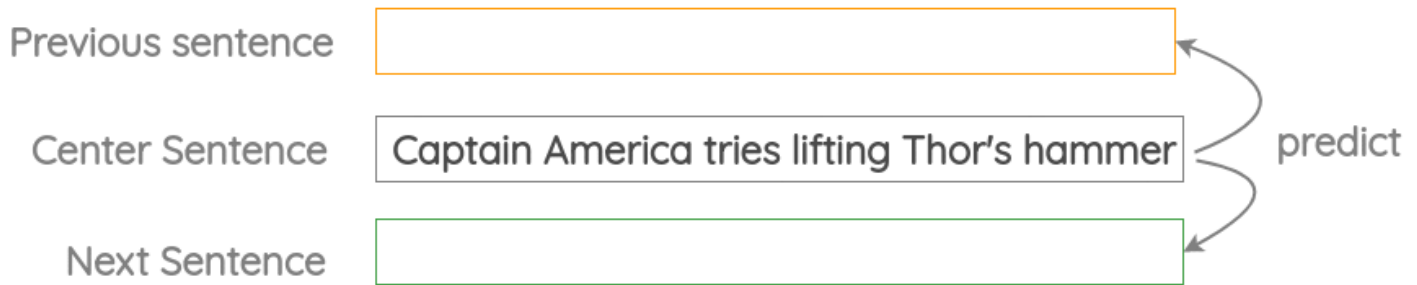 Previous sentence
Center Sentence
Captain America tries lifting Thor's hammer
predict
Next Sentence